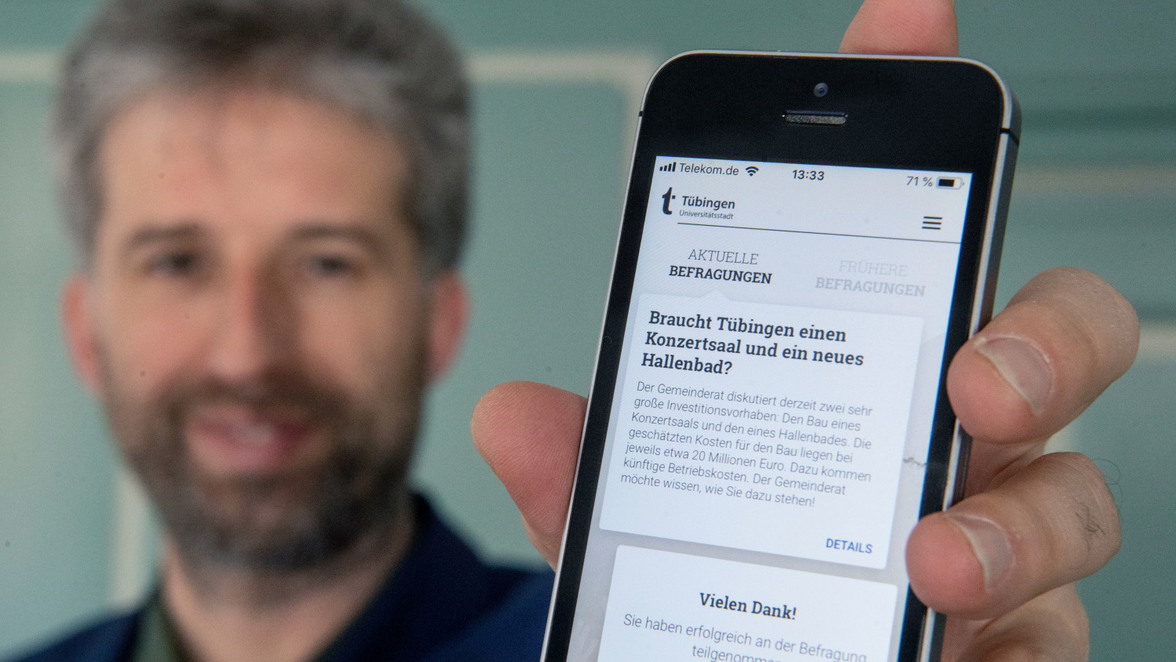 Telekom.de 13:33 71 %
Tübingen
Universitätsstadt
AKTUELLE
BEFRAGUNGEN
FRÜHERE
BEFRAGUNGEN
Braucht Tübingen einen
Konzertsaal und ein neues
Hallenbad?
Der Gemeinderat diskutiert derzeit zwei sehr
große Investitionsvorhaben: Den Bau eines
Konzertsaals und den eines Hallenbades. Die
geschätzten Kosten für den Bau liegen bei
jeweils etwa 20 Millionen Euro. Dazu kommen
künftige Betriebskosten. Der Gemeinderat
möchte wissen, wie Sie dazu stehen!
DETAILS
Vielen Dank!
Sie haben erfolgreich an der Befragung
teilgenommen